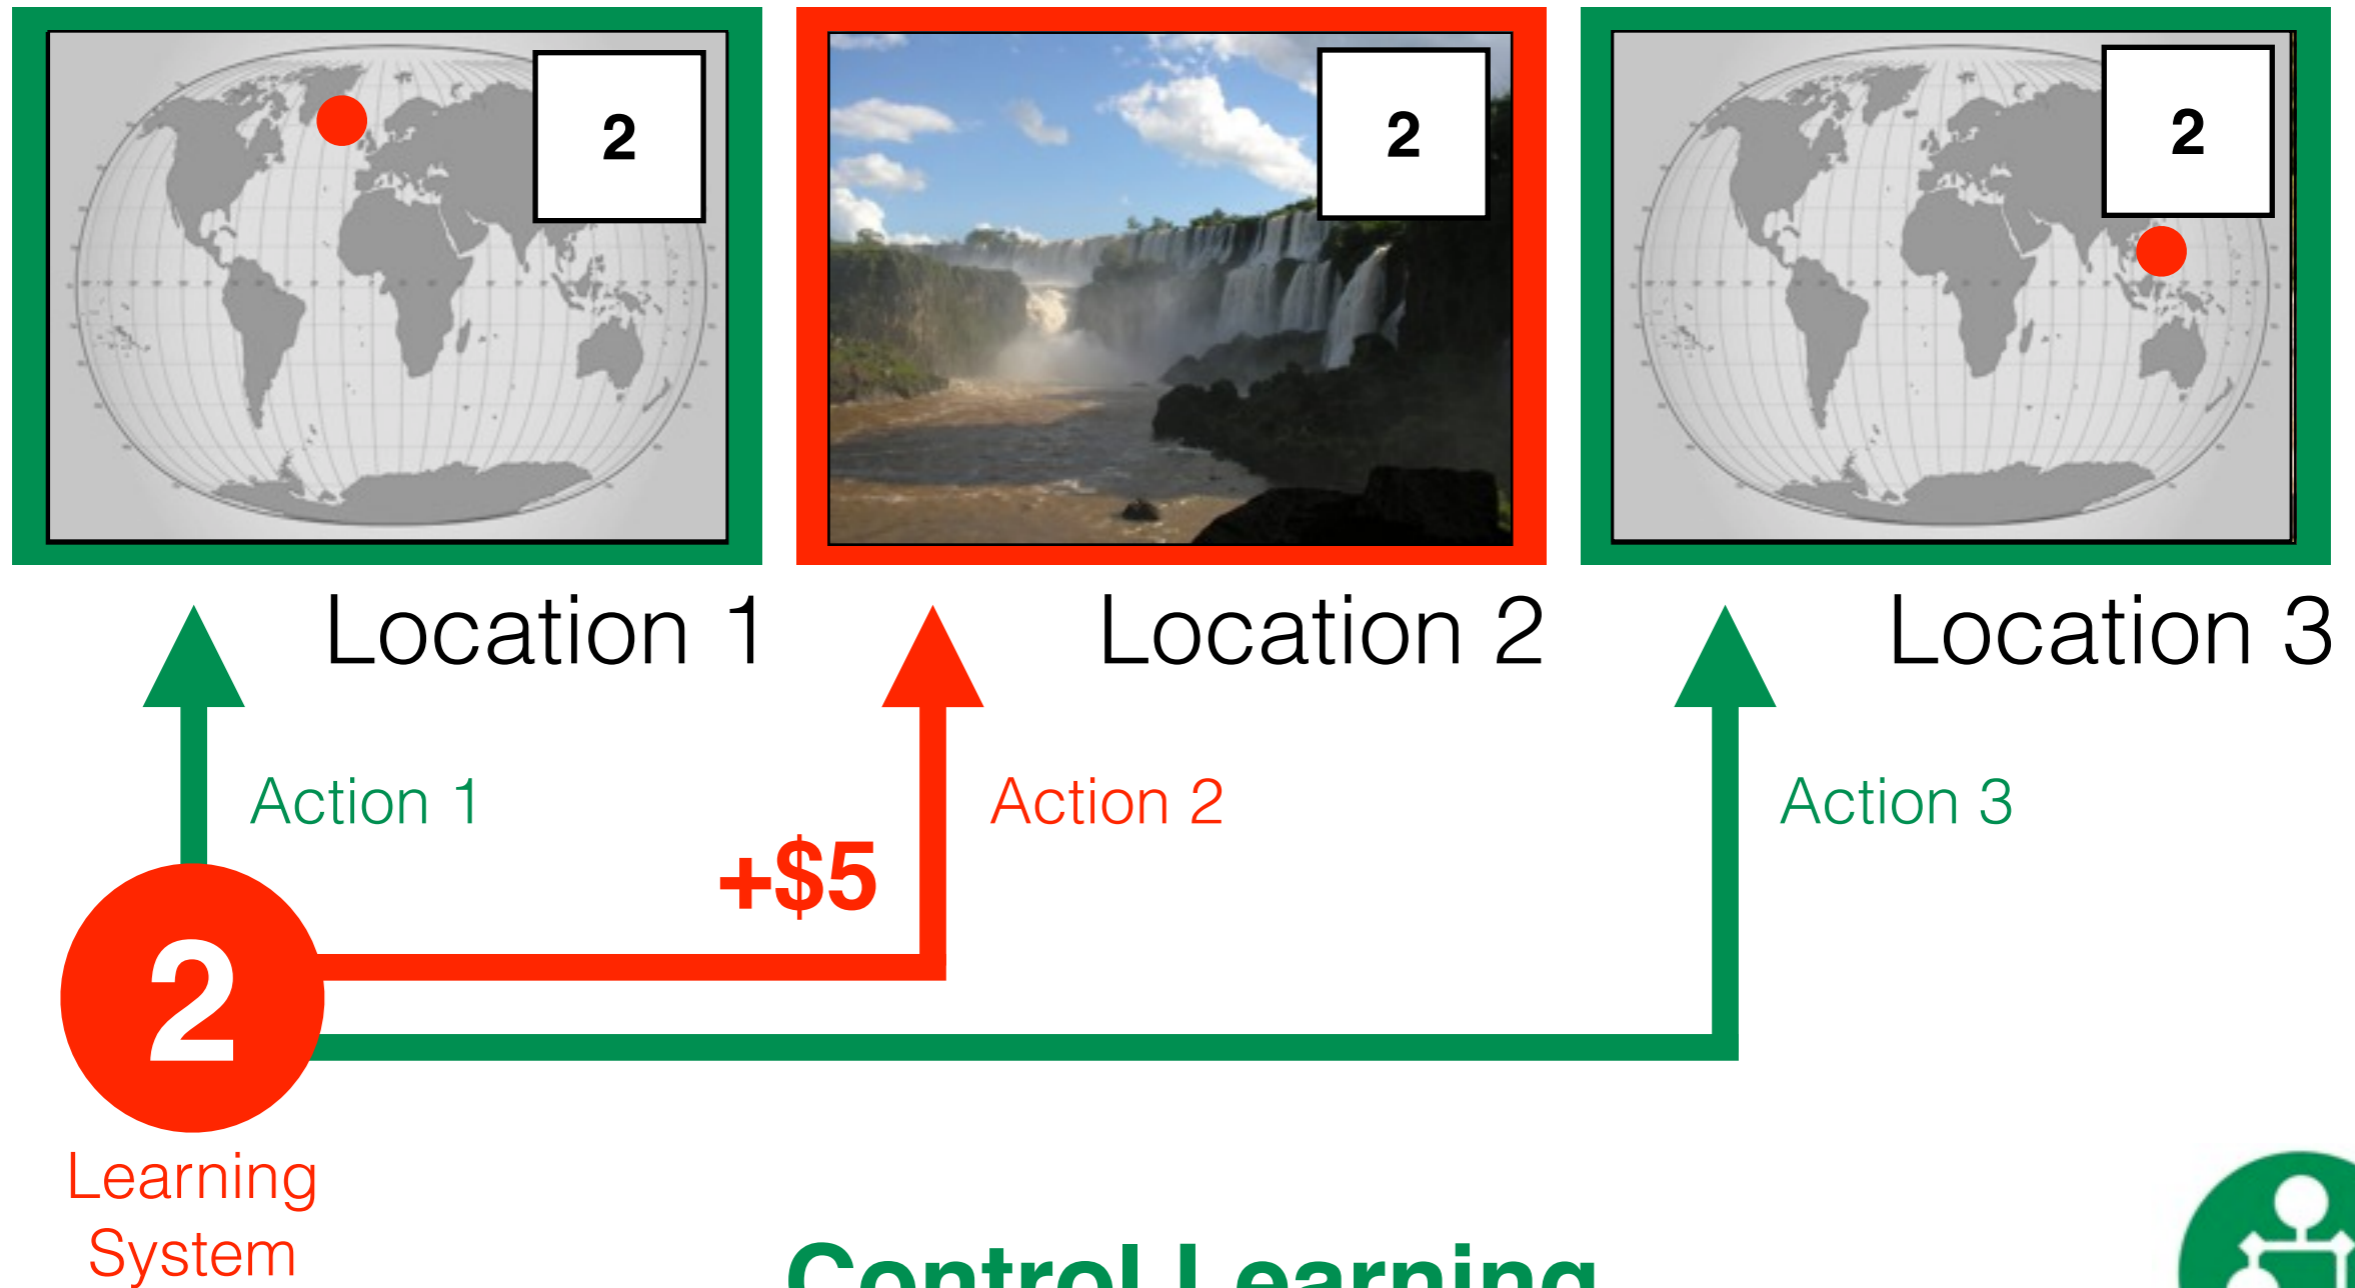 2
2
2
Location 1
Location 2
Location 3
Action 1
Action 2
Action 3
+$5
2
Learning
System
Control Learning